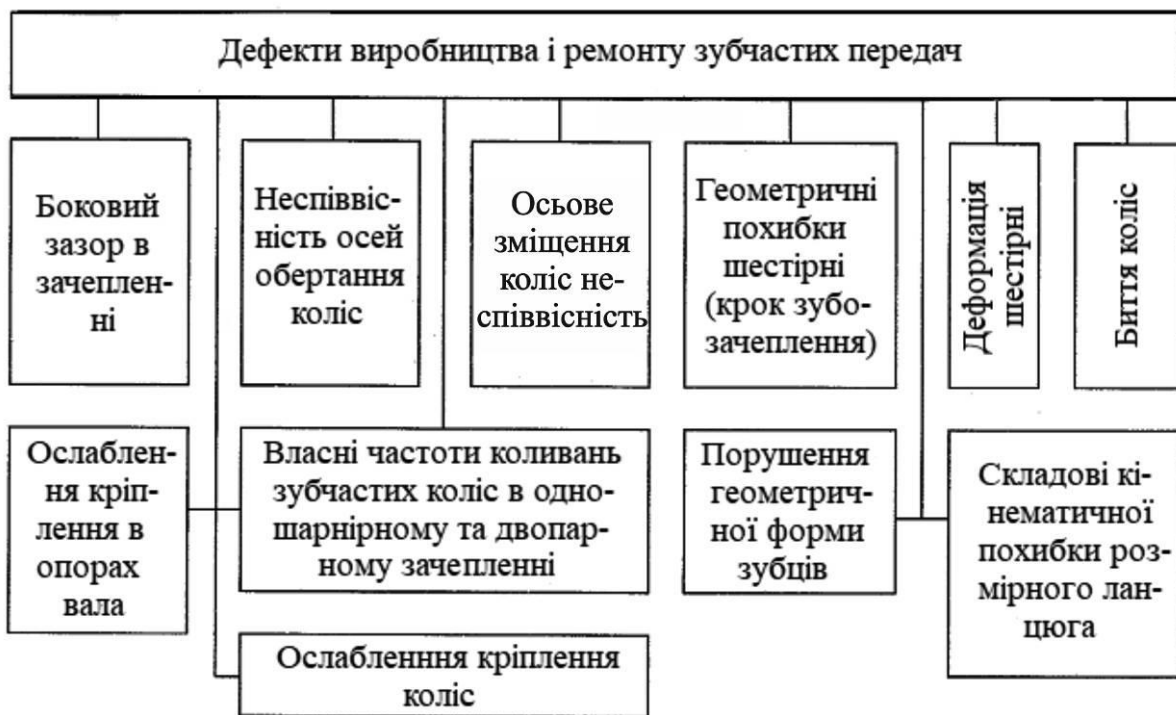 Дефекти виробництва і ремонту зубчастих передач
Боковий
зазор в
зачеплен-
ні
Неспіввіс-
ність осей
обертання
коліс
Осьове
зміщення
коліс не-
співвісність
Геометричні
похибки
шестірні
(крок зубо-
зачеплення)
Деформація
шестірні
Биття коліс
Ослаблен-
ня кріп-
лення в
опорах
вала
Власні частоти коливань
зубчастих коліс в одно-
шарнірному та двопар-
ному зачепленні
Порушення
геометрич-
ної форми
зубців
Складові кі-
нематичної
похибки роз-
мірного лан-
цюга
Ослабленння кріплення
коліс